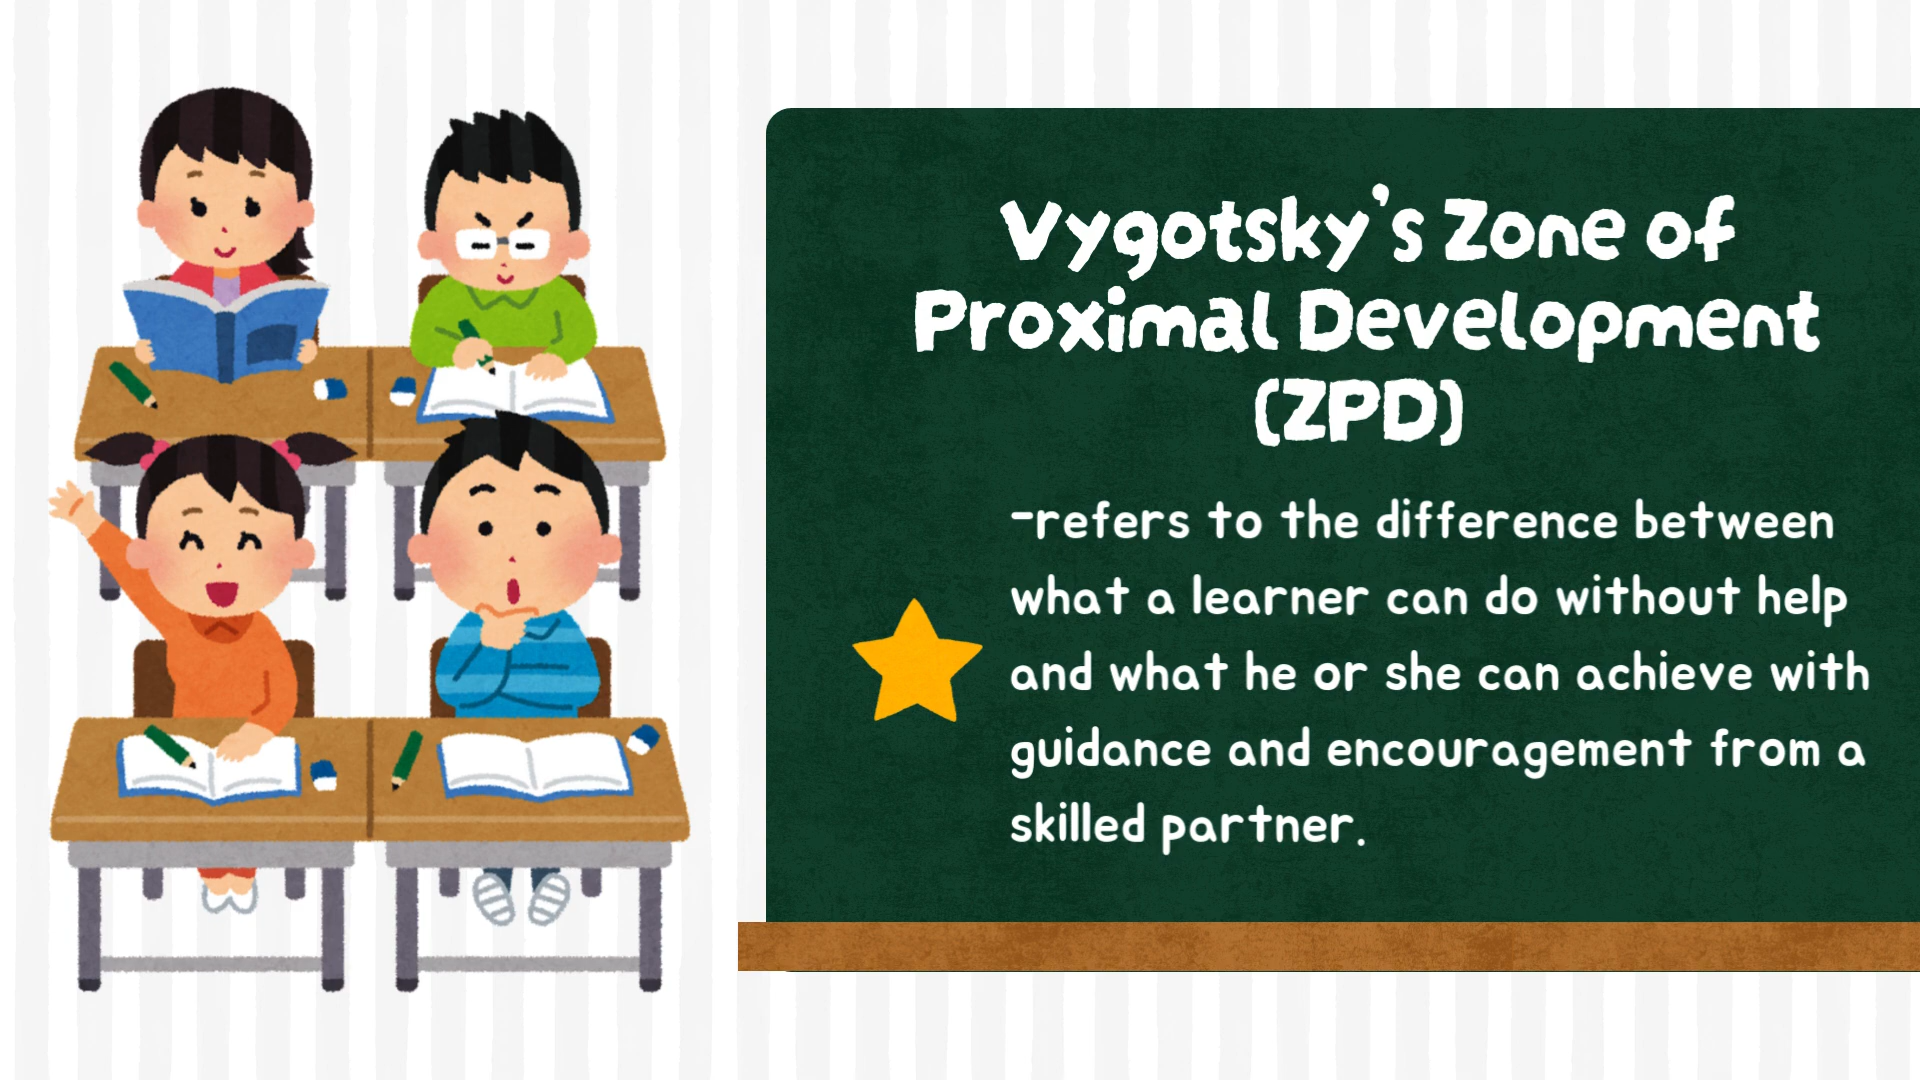 Vygotsky's Zone of
Proximal Development
(ZPD)
-refers to the difference between
what a learner can do without help
and what he or she can achieve with
guidance and encouragement from a
skilled partner.